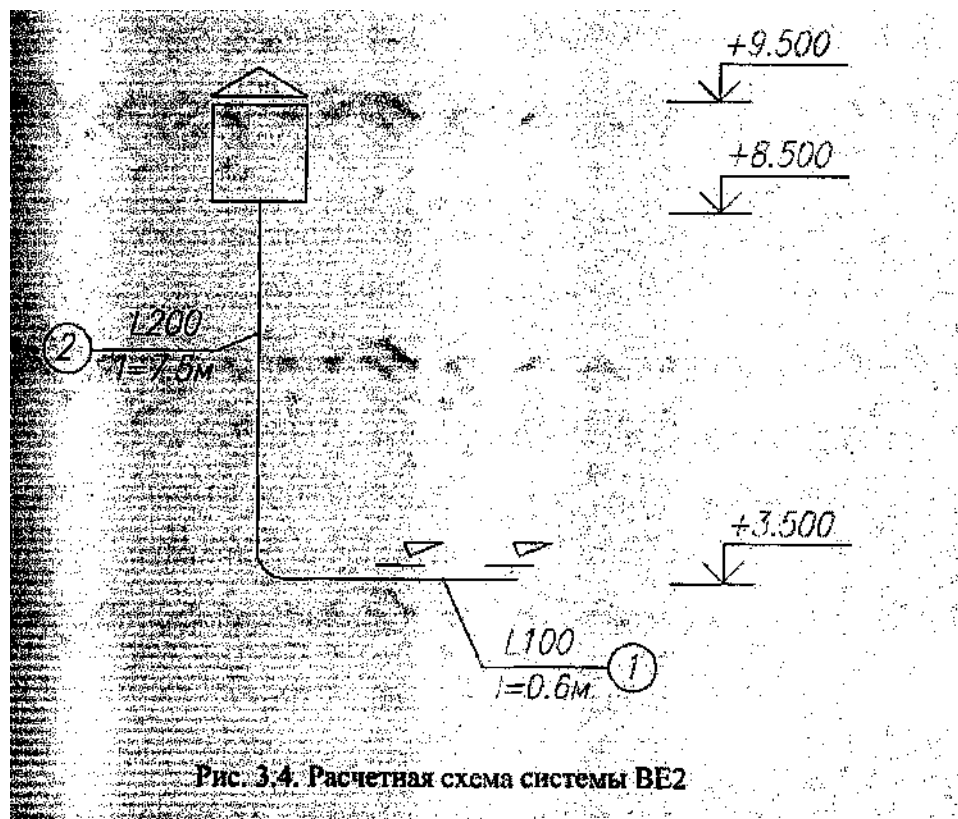 +9.500
+8.500
L200
2
l=7.6м
+3.500
L100
1
l=0.6м
Рис. 3.4. Расчетная схема системы ВЕ2